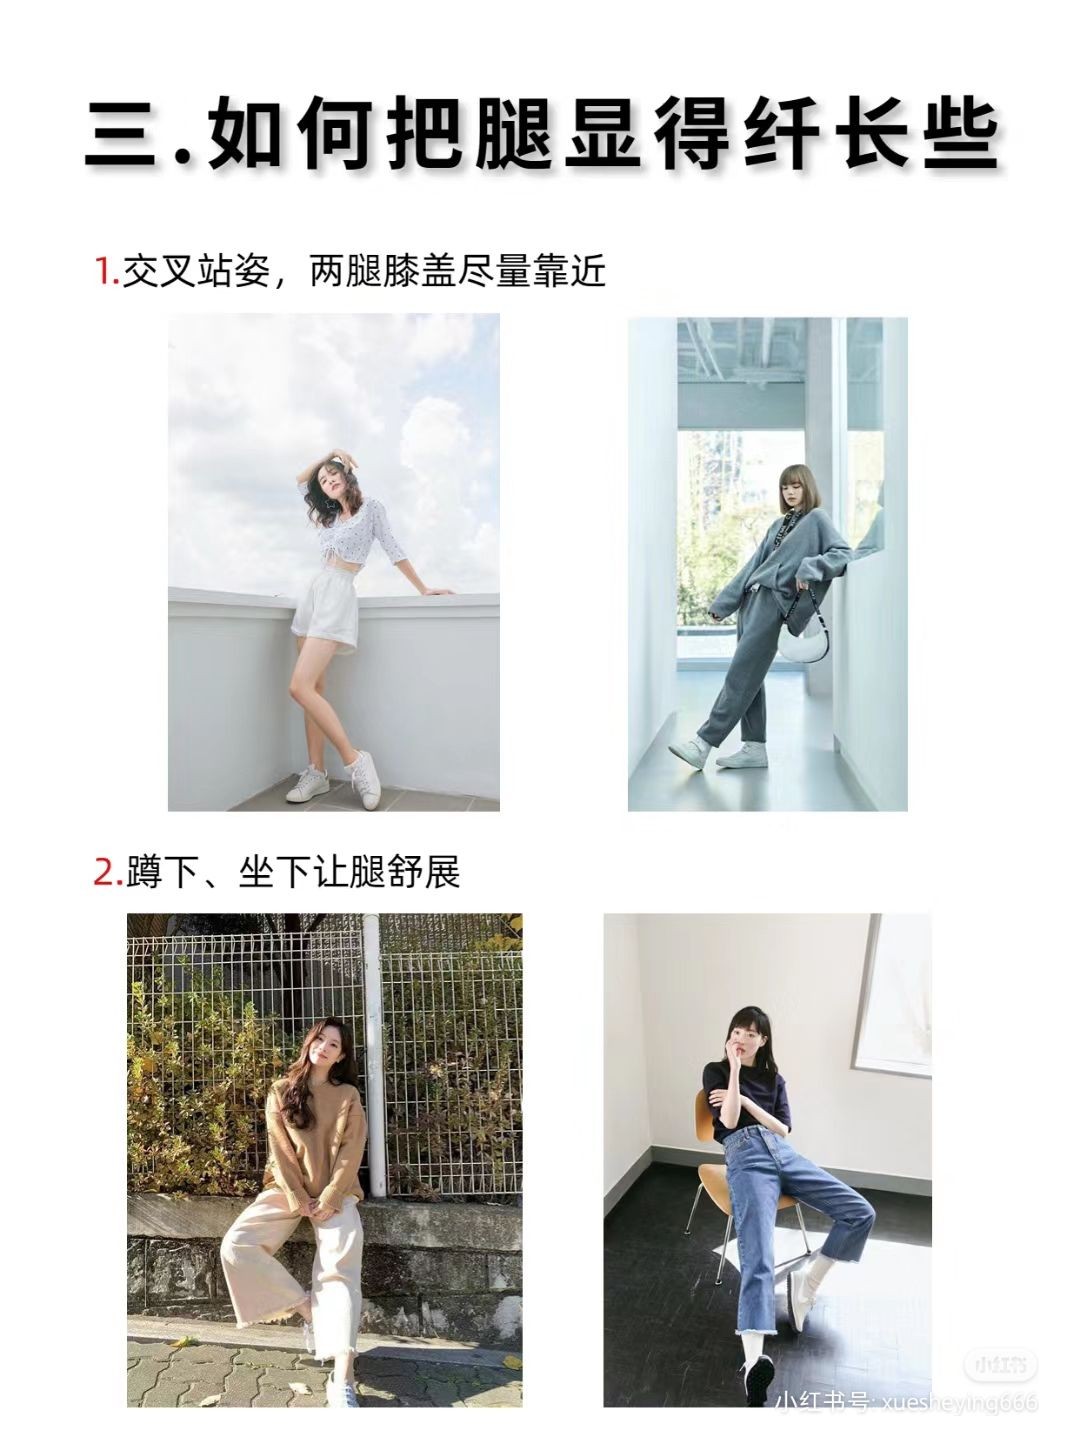 三.如何把腿显得纤长些
1.交叉站姿，两腿膝盖尽量靠近
2.蹲下、坐下让腿舒展
小红书
小红书号: xuesheying666